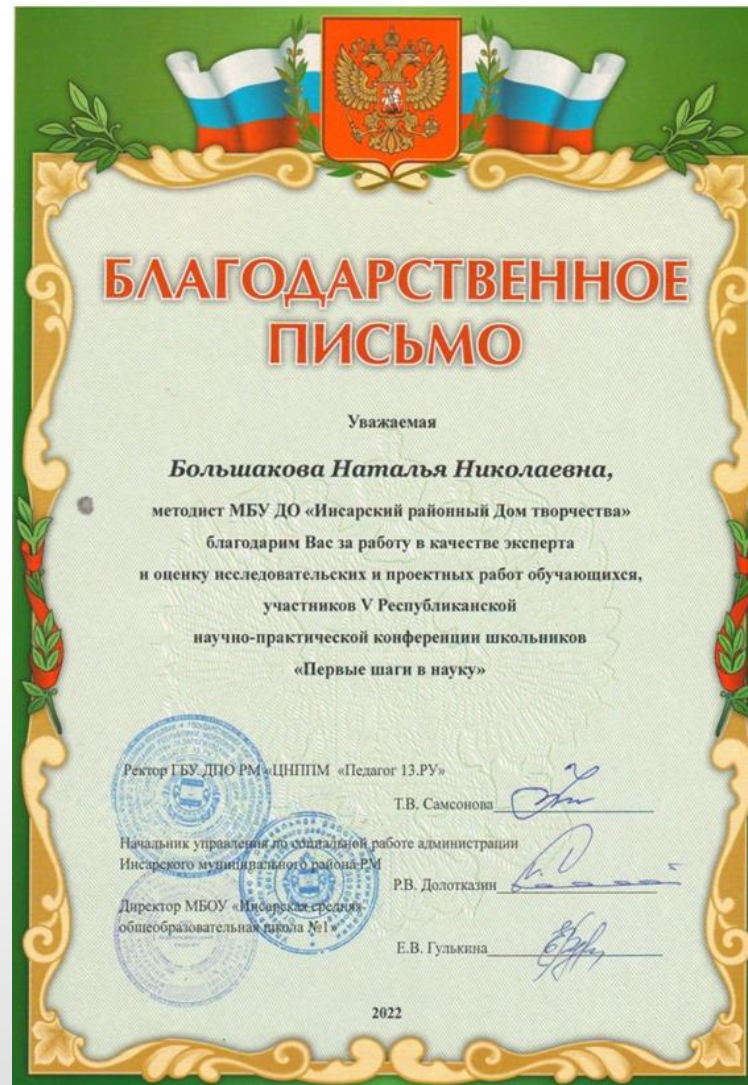 БЛАГОДАРСТВЕННОЕ
ПИСЬМО
Уважаемая
Большакова Наталья Николаевна,
методист МБУ ДО «Инсарский районный Дом творчества»
благодарим Вас за работу в качестве эксперта
и оценку исследовательских и проектных работ обучающихся,
участников V Республиканской
научно-практической конференции школьников
«Первые шаги в науку»
Ректор ГБУ ДПО РМ «ЦНППМ «Педагог 13.РУ»
Т.В. Самсонова
Начальник управления по социальной работе администрации
Инсарского муниципального района РМ
Р.В. Долотказин
Директор МБОУ «Инсарская средняя
общеобразовательная школа №1»
Е.В. Гулькина
2022